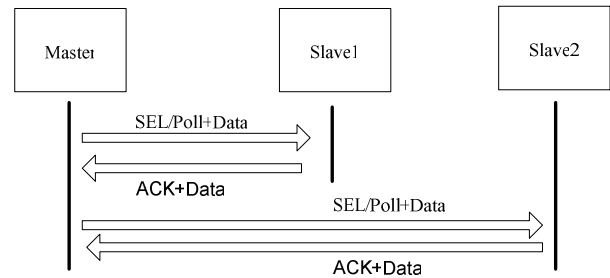 Master
Slave1
Slave2
SEL/Poll+Data
ACK+Data
SEL/Poll+Data
ACK+Data